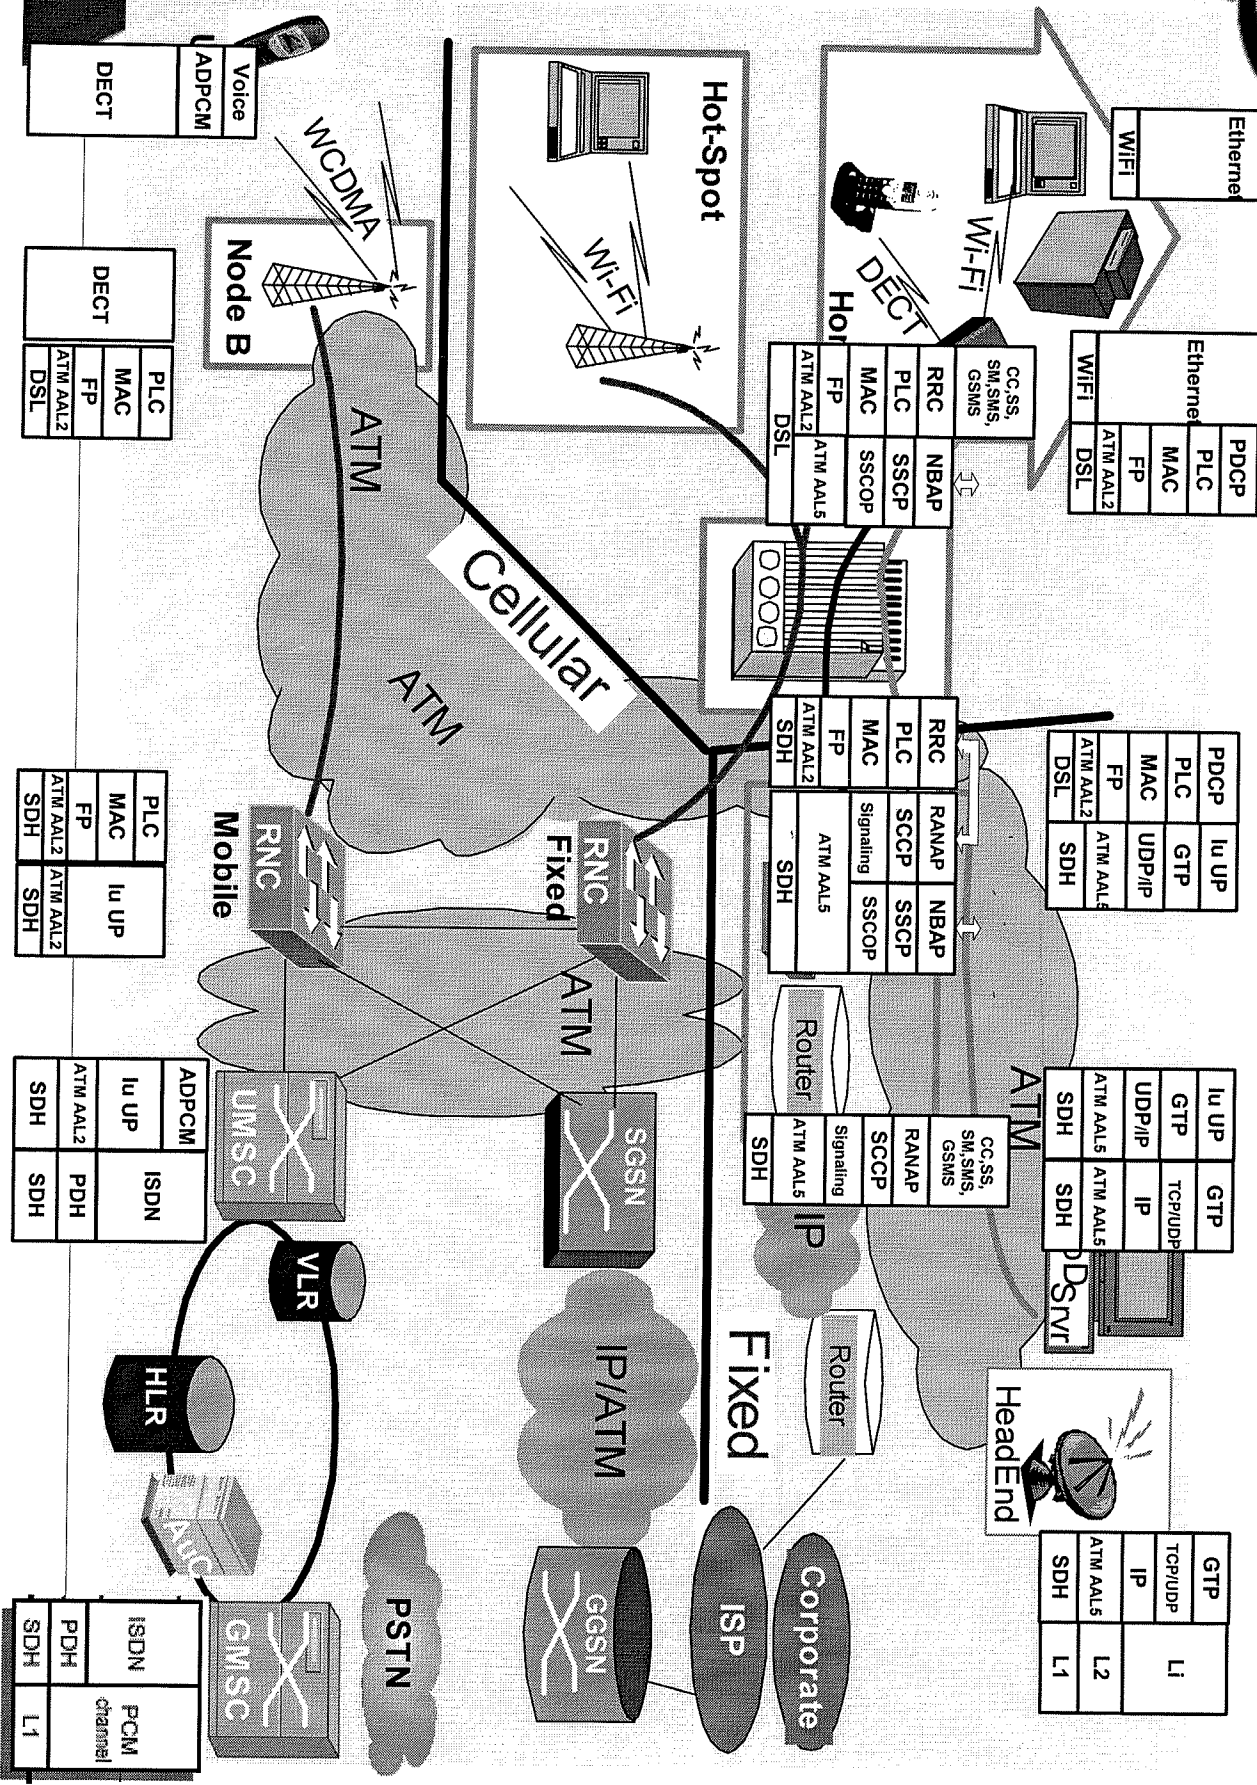 Ethernet
WiFi
Ethernet
WiFi
PDCP
PLC
MAC
FP
ATM AAL2
DSL
PDCP
PLC
MAC
FP
ATM AAL2
DSL
Iu UP
GTP
UDP/IP
ATM AAL5
SDH
Iu UP
GTP
UDP/IP
ATM AAL5
SDH
GTP
TCP/UDP
IP
ATM AAL5
SDH
GTP
TCP/UDP
IP
ATM AAL5
SDH
Li
L2
L1
Wi-Fi
DECT
Hor
CC,SS,
SM,SMS,
GSMS
RRC
PLC
MAC
FP
ATM AAL2
NBAP
SSCP
SSCOP
ATM AAL5
DSL
RRC
PLC
MAC
FP
ATM AAL2
SDH
RANAP
SCCP
Signaling
NBAP
SSCP
SSCOP
ATM AAL5
SDH
ATM
CC,SS,
SM,SMS,
GSMS
RANAP
SCCP
Signaling
ATM AAL5
SDH
Srvr
HeadEnd
Router
IP
Router
Corporate
ISP
Hot-Spot
Wi-Fi
Fixed
Cellular
ATM
ATM
RNC
Fixed
ATM
SGSN
IP/ATM
GGSN
WCDMA
Node B
RNC
Mobile
UMSC
VLR
HLR
AuC
GMSC
PSTN
Voice
ADPCM
DECT
DECT
PLC
MAC
FP
ATM AAL2
DSL
PLC
MAC
FP
ATM AAL2
SDH
Iu UP
ATM AAL2
SDH
ADPCM
Iu UP
ATM AAL2
SDH
ISDN
PDH
SDH
ISDN
PDH
SDH
PCM
channel
L1